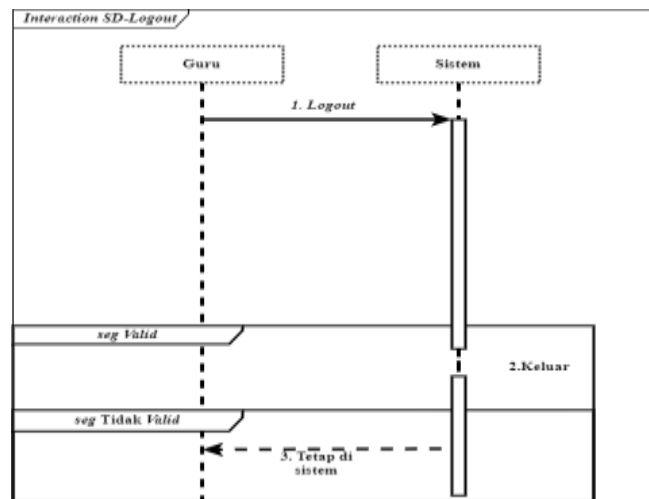 Interaction SD-Logout
Guru
Sistem
1. Logout
seg Valid
2.Keluar
seg Tidak Valid
3. Tetap di
sistem